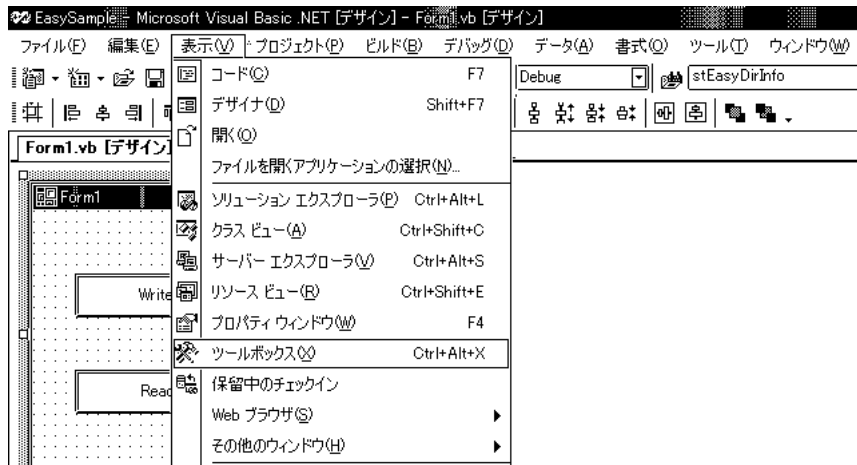 EasySample - Microsoft Visual Basic .NET [デザイン] - Form1.vb [デザイン]
ファイル(F) 編集(E) 表示(V) プロジェクト(P) ビルド(B) デバッグ(D) データ(A) 書式(O) ツール(T) ウィンドウ(W)
Debug stEasyDirInfo
Form1.vb [デザイン]
Form1
Write
Read
コード(C) F7
デザイナ(D) Shift+F7
開く(O)
ファイルを開くアプリケーションの選択(N)...
ソリューション エクスプローラ(P) Ctrl+Alt+L
クラス ビュー(A) Ctrl+Shift+C
サーバー エクスプローラ(V) Ctrl+Alt+S
リソース ビュー(R) Ctrl+Shift+E
プロパティ ウィンドウ(W) F4
ツールボックス(X) Ctrl+Alt+X
保留中のチェックイン
Web ブラウザ(S)
その他のウィンドウ(H)